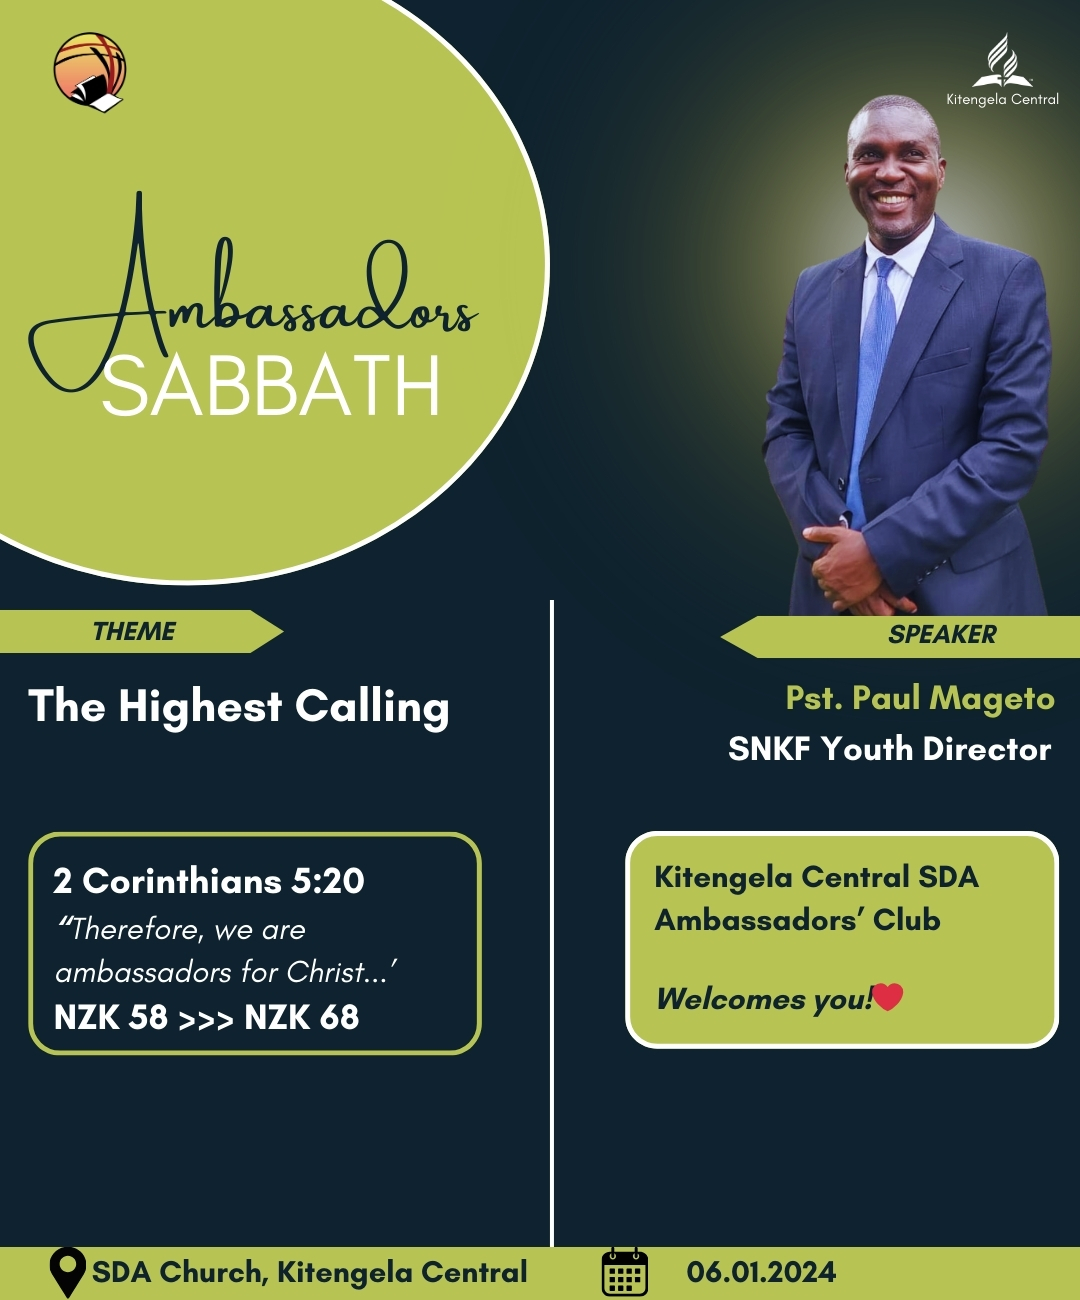 Kitengela Central
Ambassadors
SABBATH
THEME
The Highest Calling
SPEAKER
Pst. Paul Mageto
SNKF Youth Director
2 Corinthians 5:20
“Therefore, we are
ambassadors for Christ...’
NZK 58 >>> NZK 68
Kitengela Central SDA
Ambassadors’ Club
Welcomes you!❤️
SDA Church, Kitengela Central
06.01.2024